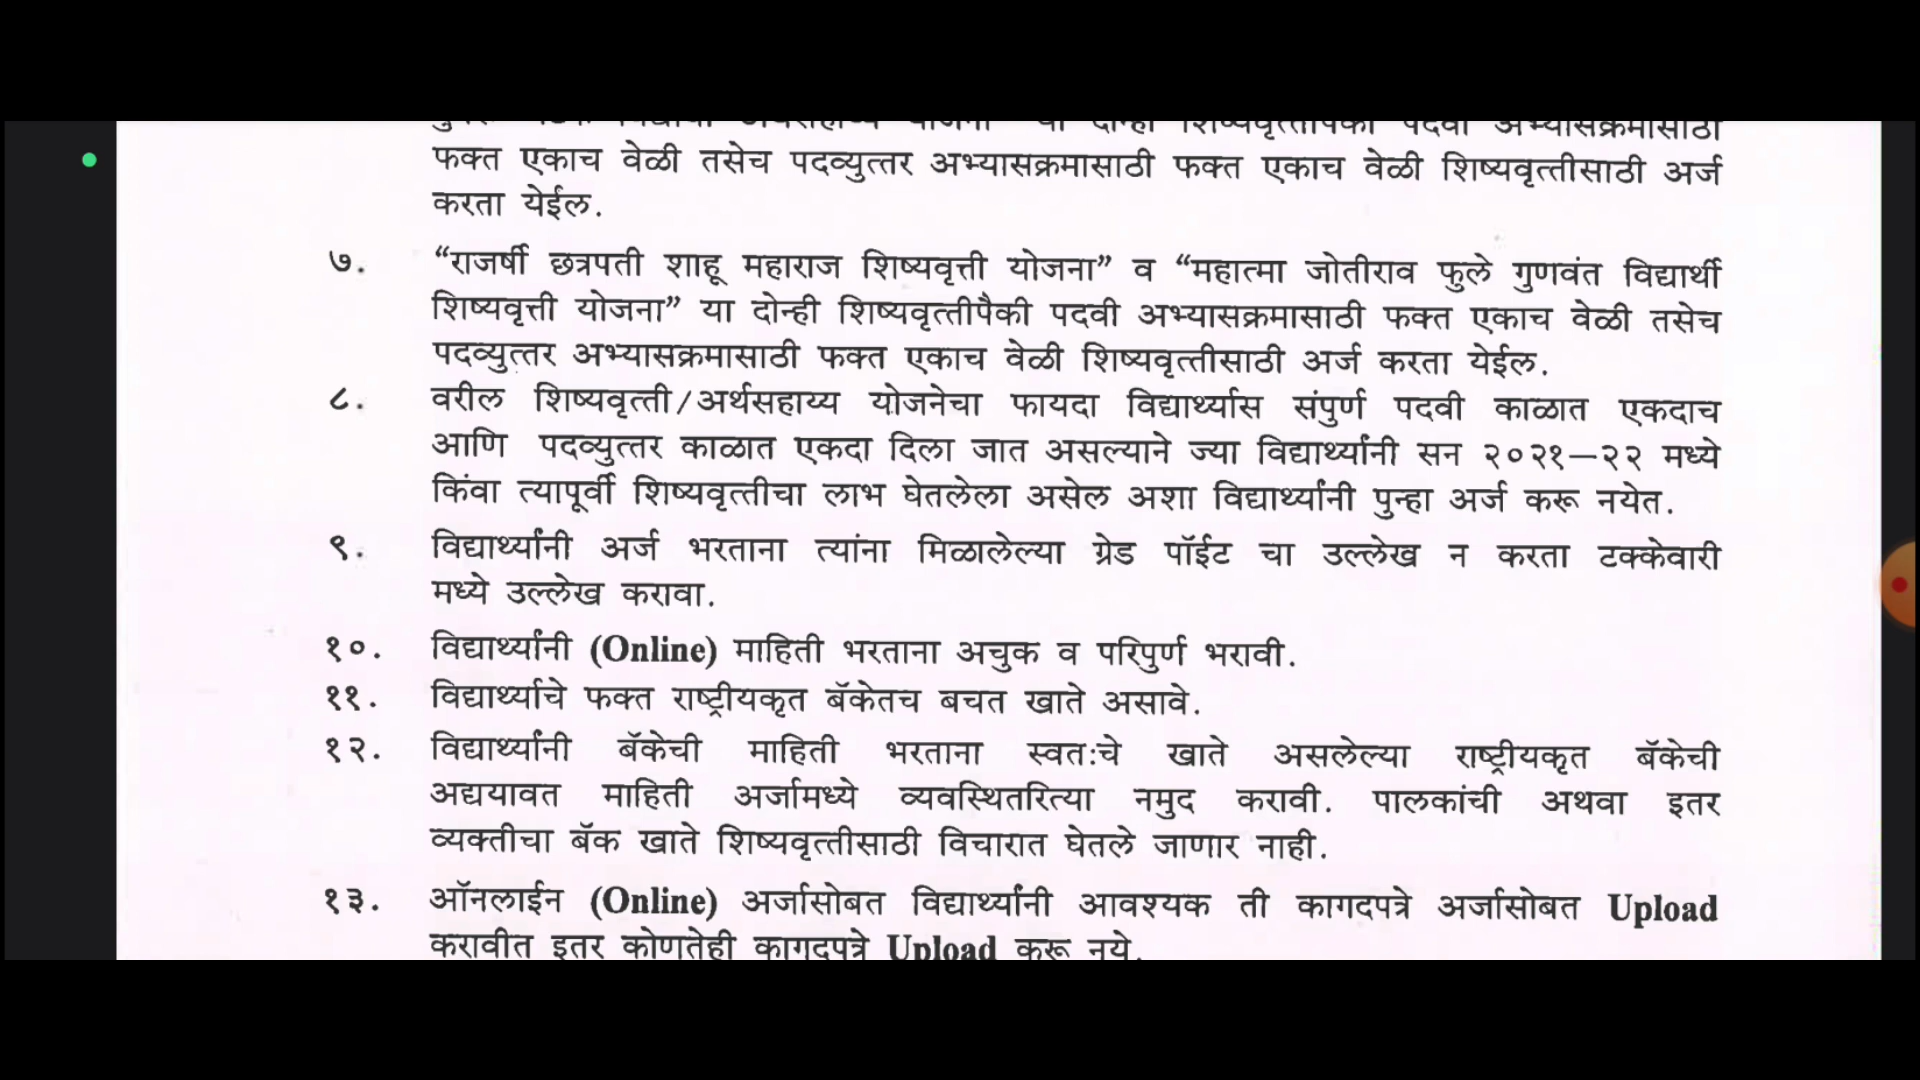 या दोन्ही शिष्यवृत्तीपैकी पदवी अभ्यासक्रमासाठी
फक्त एकाच वेळी तसेच पदव्युत्तर अभ्यासक्रमासाठी फक्त एकाच वेळी शिष्यवृत्तीसाठी अर्ज
करता येईल.
७. “राजर्षी छत्रपती शाहू महाराज शिष्यवृत्ती योजना” व “महात्मा जोतीराव फुले गुणवंत विद्यार्थी
शिष्यवृत्ती योजना” या दोन्ही शिष्यवृत्तीपैकी पदवी अभ्यासक्रमासाठी फक्त एकाच वेळी तसेच
पदव्युत्तर अभ्यासक्रमासाठी फक्त एकाच वेळी शिष्यवृत्तीसाठी अर्ज करता येईल.
८. वरील शिष्यवृत्ती/अर्थसहाय्य योजनेचा फायदा विद्यार्थ्यास संपुर्ण पदवी काळात एकदाच
आणि पदव्युत्तर काळात एकदा दिला जात असल्याने ज्या विद्यार्थ्यांनी सन २०२१—२२ मध्ये
किंवा त्यापूर्वी शिष्यवृत्तीचा लाभ घेतलेला असेल अशा विद्यार्थ्यांनी पुन्हा अर्ज करू नयेत.
९. विद्यार्थ्यांनी अर्ज भरताना त्यांना मिळालेल्या ग्रेड पॉईट चा उल्लेख न करता टक्केवारी
मध्ये उल्लेख करावा.
१०. विद्यार्थ्यांनी (Online) माहिती भरताना अचुक व परिपुर्ण भरावी.
११. विद्यार्थ्याचे फक्त राष्ट्रीयकृत बॅकेतच बचत खाते असावे.
१२. विद्यार्थ्यांनी बॅकेची माहिती भरताना स्वतःचे खाते असलेल्या राष्ट्रीयकृत बॅकेची
अद्ययावत माहिती अर्जामध्ये व्यवस्थितरित्या नमुद करावी. पालकांची अथवा इतर
व्यक्तीचा बॅक खाते शिष्यवृत्तीसाठी विचारात घेतले जाणार नाही.
१३. ऑनलाईन (Online) अर्जासोबत विद्यार्थ्यांनी आवश्यक ती कागदपत्रे अर्जासोबत Upload
करावीत इतर कोणतेही कागदपत्रे Upload करू नये.